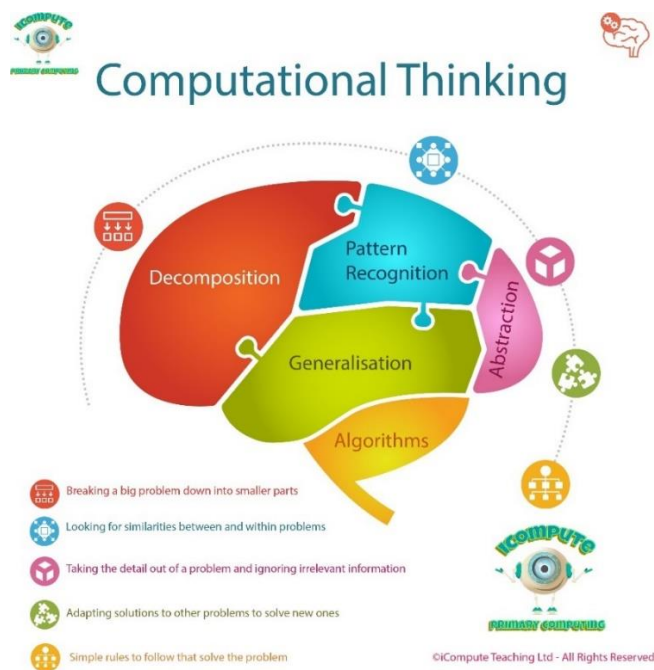 ICOMPUTE
PRIMARY COMPUTING
Computational Thinking
Decomposition
Pattern
Recognition
Abstraction
Generalisation
Algorithms
Breaking a big problem down into smaller parts
Looking for similarities between and within problems
Taking the detail out of a problem and ignoring irrelevant information
Adapting solutions to other problems to solve new ones
Simple rules to follow that solve the problem
ICOMPUTE
PRIMARY COMPUTING
©iCompute Teaching Ltd - All Rights Reserved